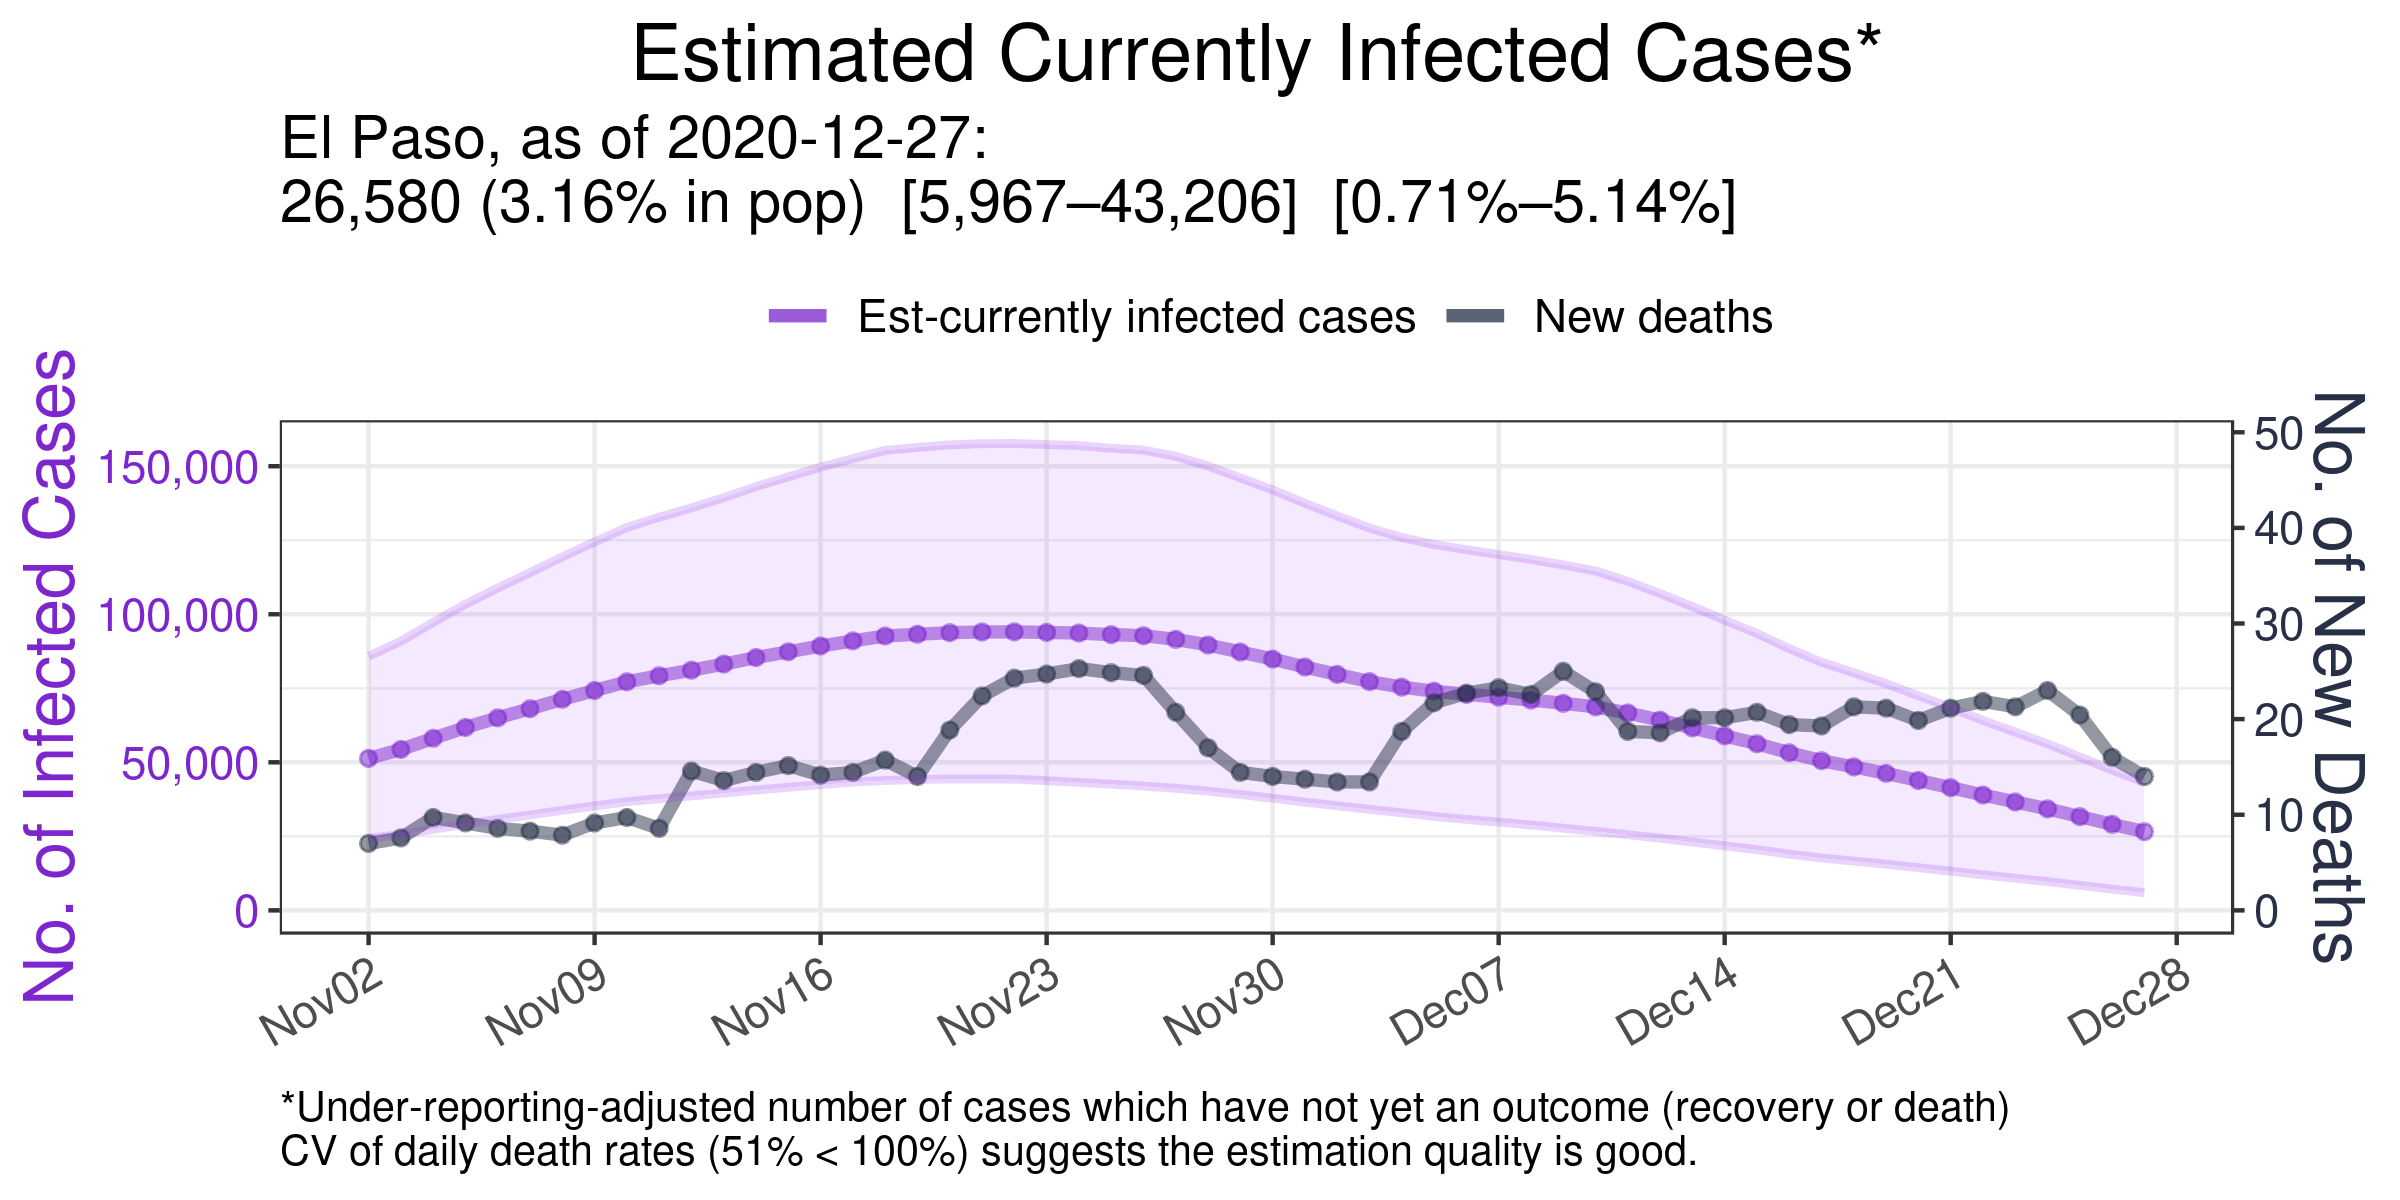 Estimated Currently Infected Cases*
El Paso, as of 2020-12-27:
26,580 (3.16% in pop)  [5,967–43,206]  [0.71%–5.14%]
Est-currently infected cases
New deaths
No. of Infected Cases
150,000
100,000
50,000
0
50
40
30
20
10
0
No. of New Deaths
Nov02
Nov09
Nov16
Nov23
Nov30
Dec07
Dec14
Dec21
Dec28
*Under-reporting-adjusted number of cases which have not yet an outcome (recovery or death)
CV of daily death rates (51% < 100%) suggests the estimation quality is good.